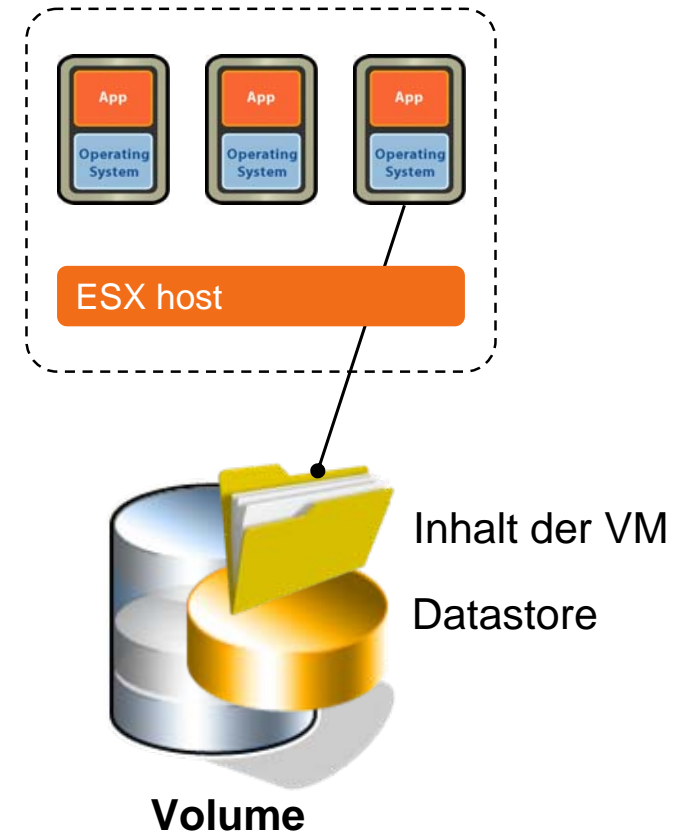 App
App
App
Operating
System
Operating
System
Operating
System
ESX host
Inhalt der VM
Datastore
Volume